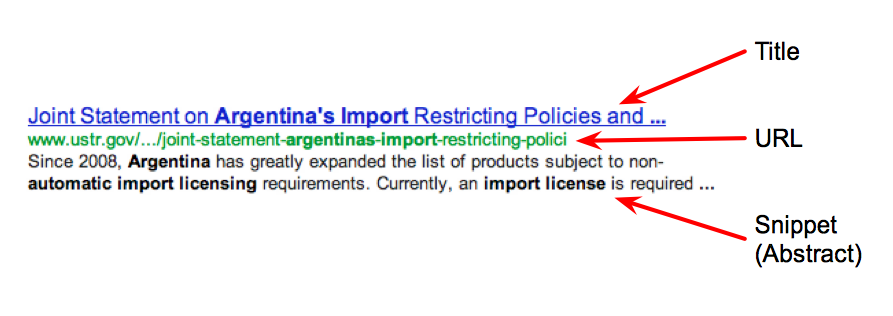 Title
Joint Statement on Argentina's Import Restricting Policies and ...
www.ustr.gov/.../joint-statement-argentinas-import-restricting-polici
URL
Since 2008, Argentina has greatly expanded the list of products subject to non-
automatic import licensing requirements. Currently, an import license is required ...
Snippet
(Abstract)